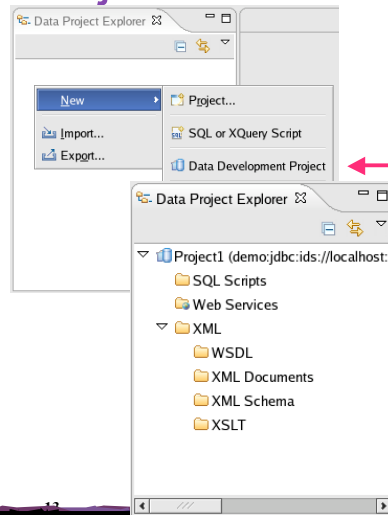 Data Project Explorer
New
Project...
Import...
SQL or XQuery Script
Export...
Data Development Project
Data Project Explorer
Project1 (demo:jdbc:ids://localhost:
SQL Scripts
Web Services
XML
WSDL
XML Documents
XML Schema
XSLT